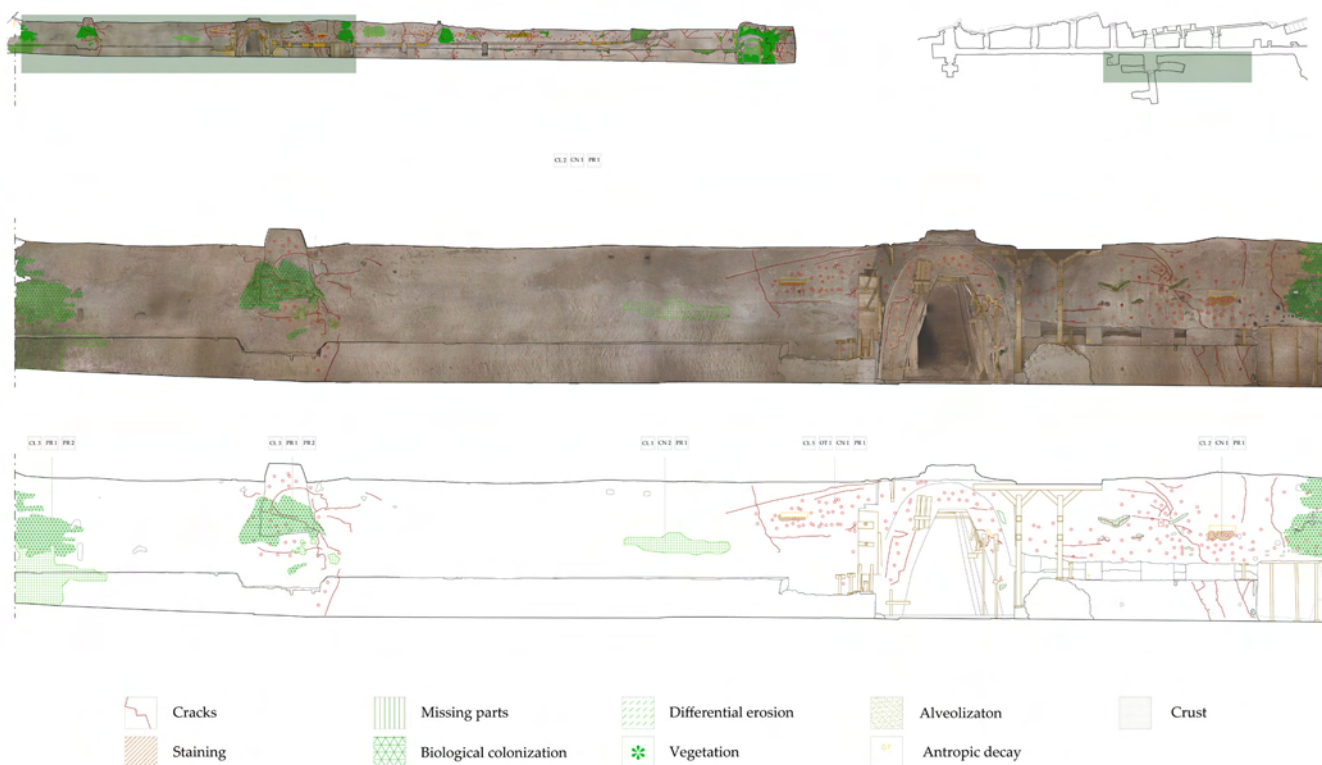 CL 2 CN 1 PR 1
CL 3 PR 1 PR 2
CL 3 PR 1 PR 2
CL 1 CN 2 PR 1
CL 3 OT 1 CN 1 PR 1
CL 2 CN 1 PR 1
Cracks
Missing parts
Differential erosion
Alveolizaton
Crust
Staining
Biological colonization
Vegetation
Antropic decay